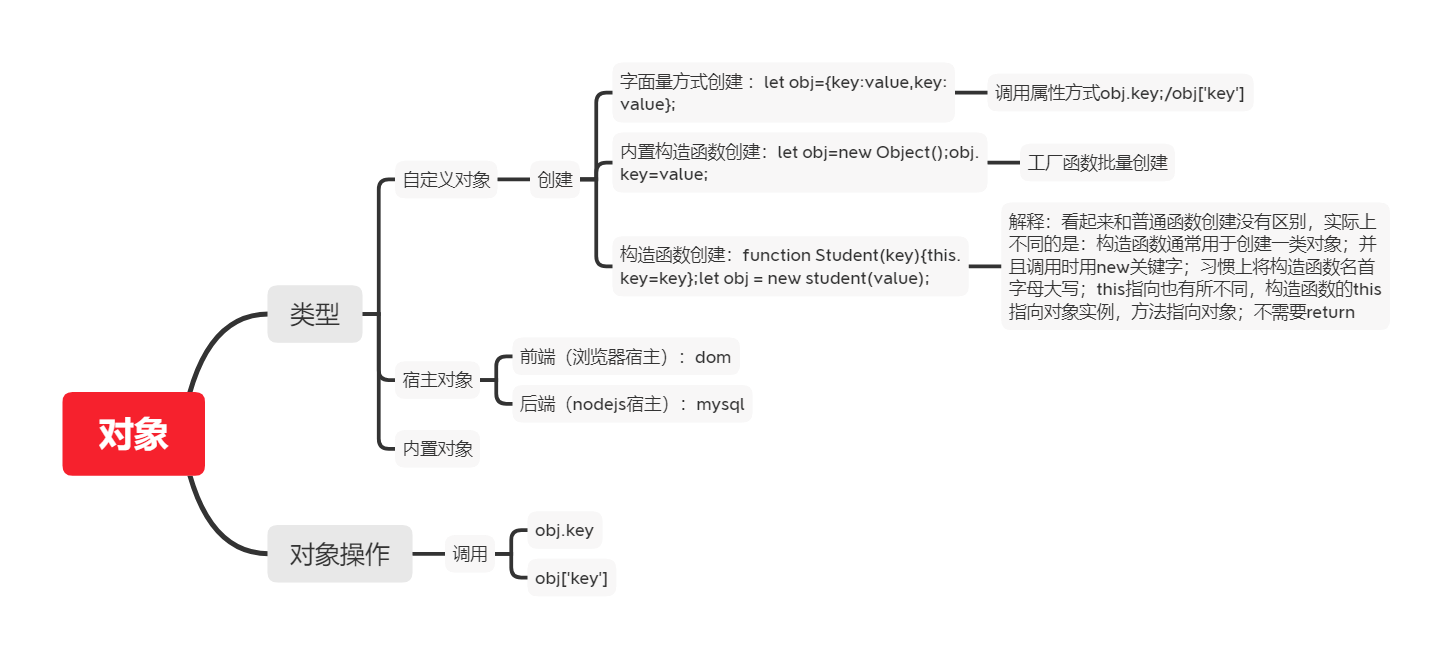 对象
类型
自定义对象
创建
字面量方式创建：let obj={key:value,key:
value};
调用属性方式obj.key;/obj['key']
内置构造函数创建：let obj=new Object();obj.
key=value;
工厂函数批量创建
构造函数创建：function Student(key){this.
key=key};let obj = new student(value);
解释：看起来和普通函数创建没有区别，实际上
不同的是：构造函数通常用于创建一类对象；并
且调用时用new关键字；习惯上将构造函数名首
字母大写；this指向也有所不同，构造函数的this
指向对象实例，方法指向对象；不需要return
宿主对象
前端（浏览器宿主）：dom
后端（nodejs宿主）：mysql
内置对象
对象操作
调用
obj.key
obj['key']